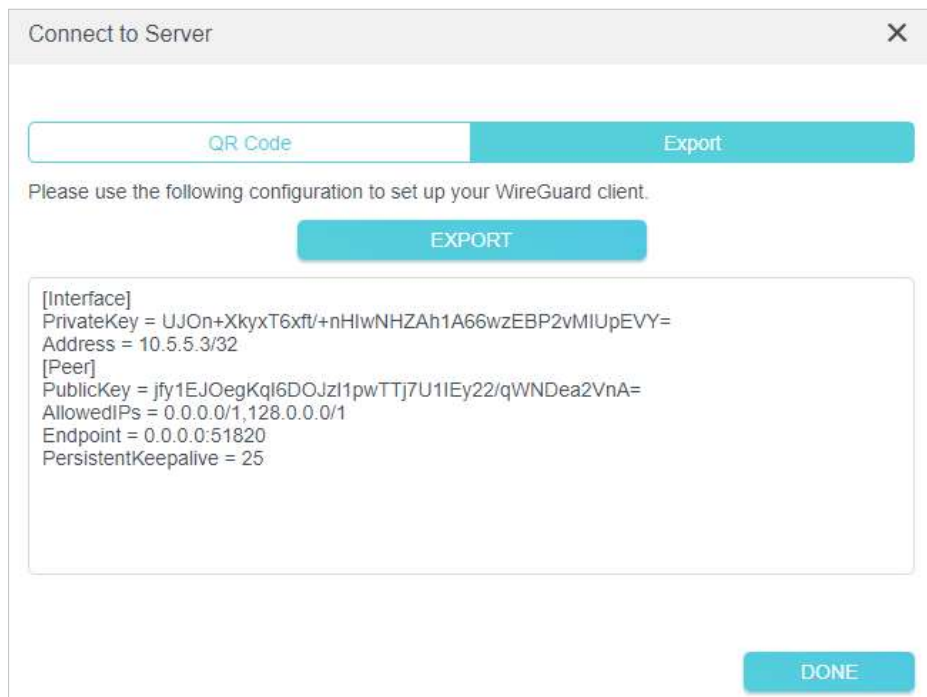 Connect to Server
QR Code
Export
Please use the following configuration to set up your WireGuard client.
EXPORT
[Interface]
PrivateKey = UJOn+XkyxT6xft/+nHIwNHZAh1A66wzEBP2vMIUpEVY=
Address = 10.5.5.3/32
[Peer]
PublicKey = jfy1EJOegKqI6DOJzI1pwTTj7U1IEy22/qWNDea2VnA=
AllowedIPs = 0.0.0.0/1,128.0.0.0/1
Endpoint = 0.0.0.0:51820
PersistentKeepalive = 25
DONE